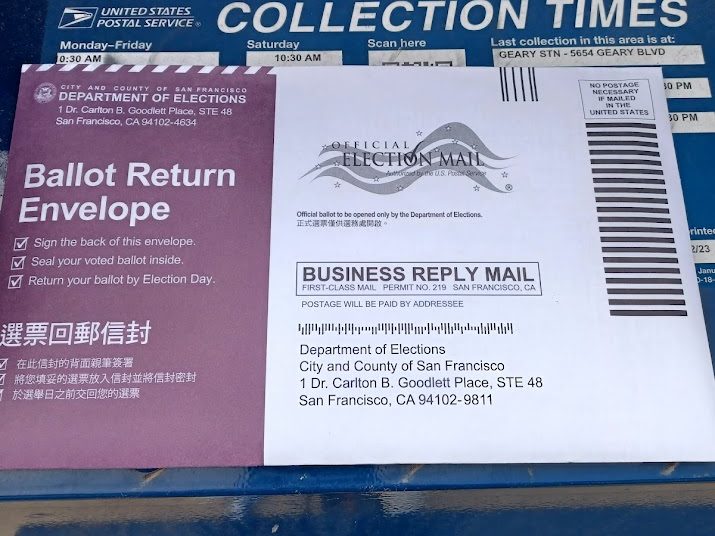 UNITED STATES
POSTAL SERVICE®
COLLECTION TIMES
Monday–Friday
0:30 AM
Saturday
10:30 AM
Scan here
Last collection in this area is at:
GEARY STN - 5654 GEARY BLVD
30 PM
30 PM
2/23
CITY AND COUNTY OF SAN FRANCISCO
DEPARTMENT OF ELECTIONS
1 Dr. Carlton B. Goodlett Place, STE 48
San Francisco, CA 94102-4634
Ballot Return
Envelope
Sign the back of this envelope.
Seal your voted ballot inside.
Return your ballot by Election Day.
選票回郵信封
在此信封的背面親筆簽署
將您填妥的選票放入信封並將信封密封
於選舉日之前交回您的選票
OFFICIAL
ELECTION MAIL
Authorized by the U.S. Postal Service
®
NO POSTAGE
NECESSARY
IF MAILED
IN THE
UNITED STATES
Official ballot to be opened only by the Department of Elections.
正式選票僅供選務處開啟。
BUSINESS REPLY MAIL
FIRST-CLASS MAIL PERMIT NO. 219 SAN FRANCISCO, CA
POSTAGE WILL BE PAID BY ADDRESSEE
Department of Elections
City and County of San Francisco
1 Dr. Carlton B. Goodlett Place, STE 48
San Francisco, CA 94102-9811